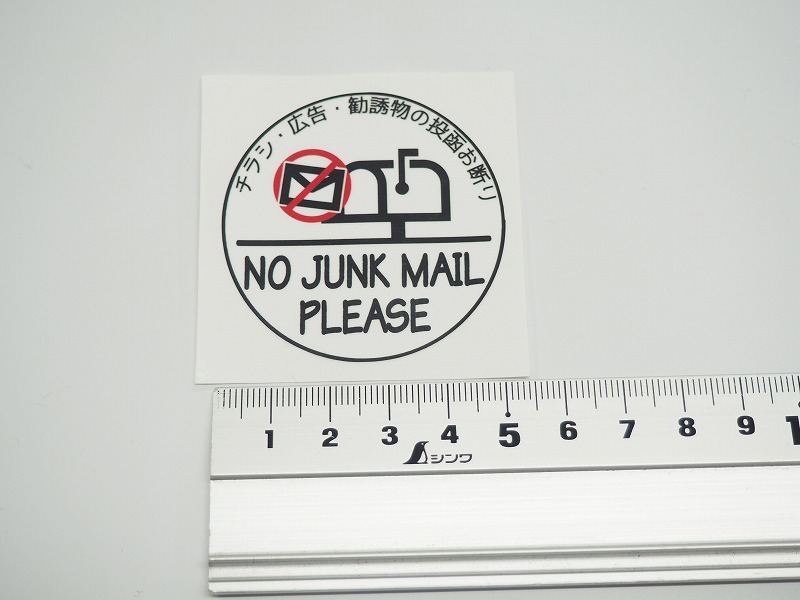 チラシ・広告・勧誘物の投函お断り
NO JUNK MAIL
PLEASE
1 2 3 4 5 6 7 8 9 1
シンワ